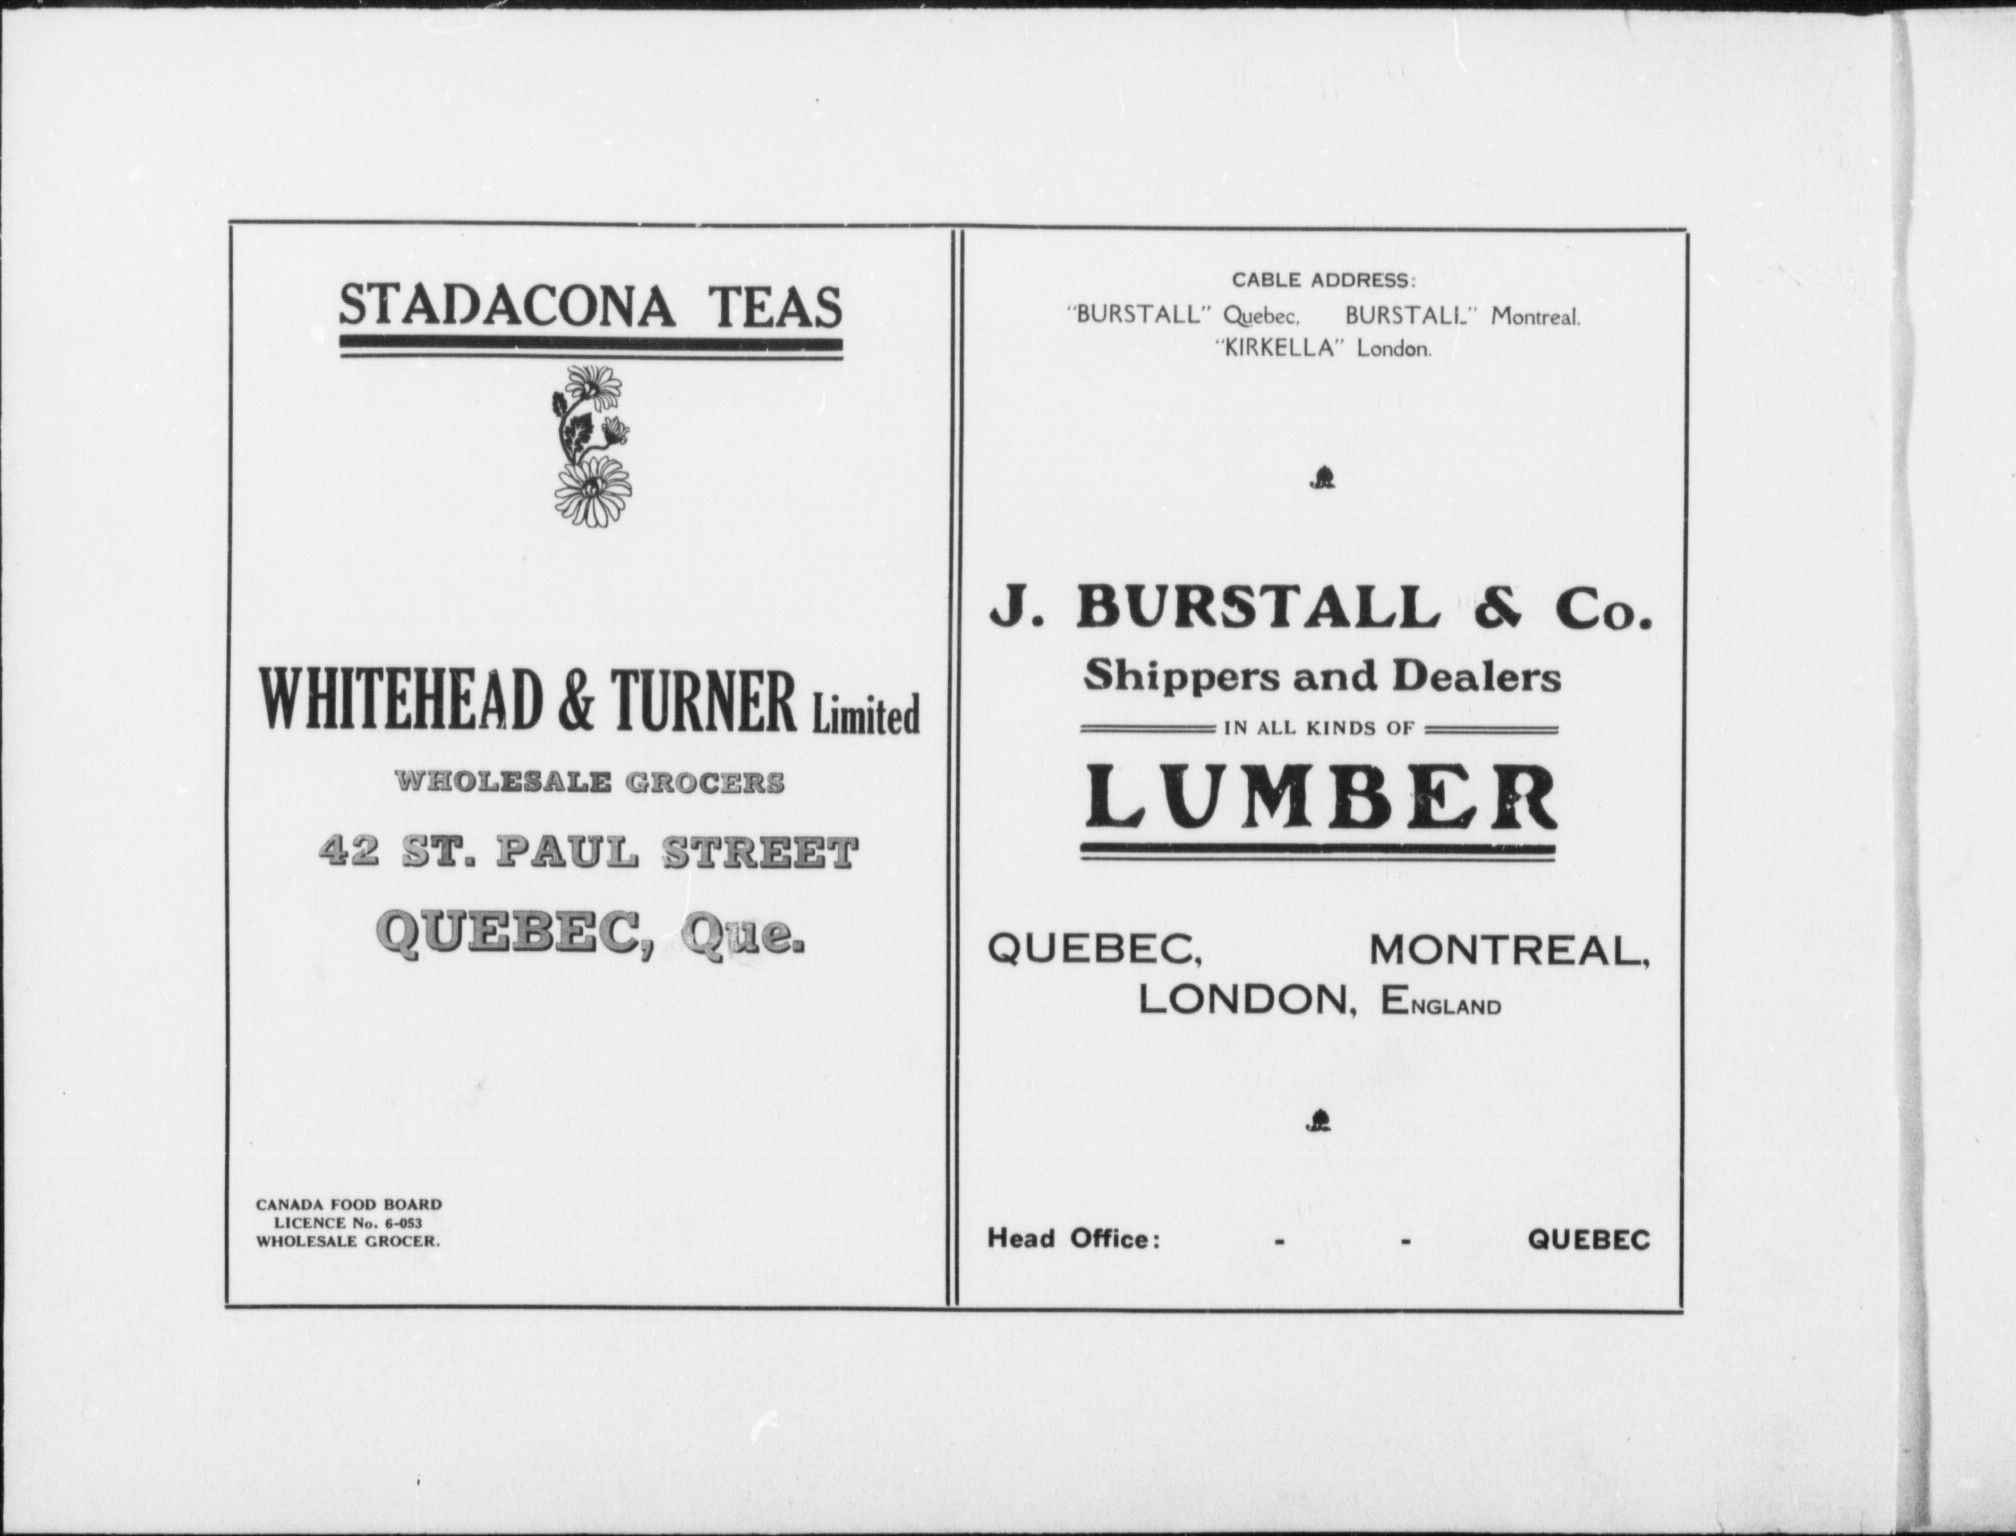 STADACONA TEAS
WHITEHEAD & TURNER Limited
WHOLESALE GROCERS
42 ST. PAUL STREET
QUEBEC, Que.
CANADA FOOD BOARD
LICENCE No. 6-053
WHOLESALE GROCER.
CABLE ADDRESS:
"BURSTALL" Quebec, BURSTALL" Montreal.
"KIRKELLA" London.
J. BURSTALL & Co.
Shippers and Dealers
IN ALL KINDS OF
LUMBER
QUEBEC, MONTREAL,
LONDON, ENGLAND
Head Office: - - QUEBEC